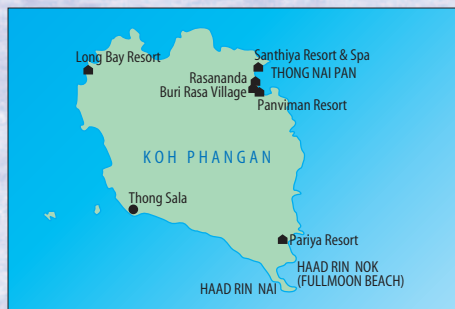 Long Bay Resort
Santhiya Resort & Spa
THONG NAI PAN
Rasananda
Buri Rasa Village
Panviman Resort
KOH PHANGAN
Thong Sala
Pariya Resort
HAAD RIN NOK
(FULLMOON BEACH)
HAAD RIN NAI